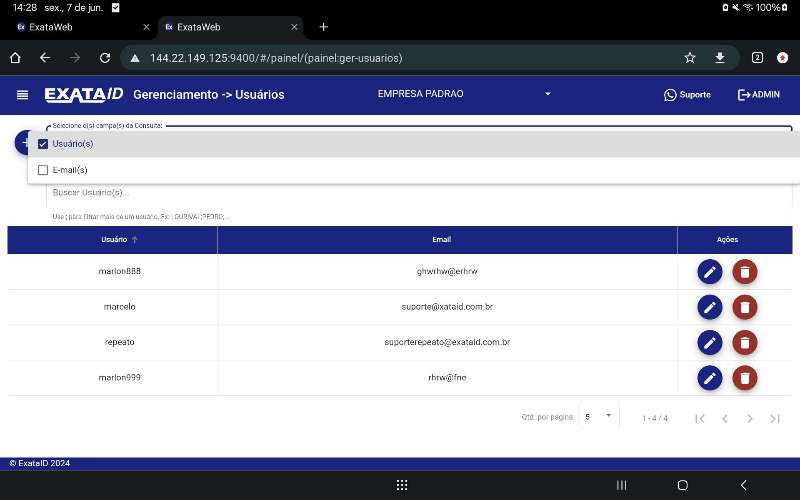 14:28 sex., 7 de jun. 100%
ExataWeb
ExataWeb
144.22.149.125:9400/#/painel/(painel:ger-usuarios) 2
EXATAID Gerenciamento -> Usuários EMPRESA PADRAO Suporte ADMIN
Selecione o(s) campo(s) da Consulta:
Usuário(s)
E-mail(s)
Buscar Usuário(s)...
Use ; para filtrar mais de um usuário. Ex: LOURIVAL;PEDRO;...
Usuário Email Ações
marlon888 ghwrhw@erhrw
marcelo suporte@xataid.com.br
repeato suporterepeato@exataid.com.br
marlon999 rhrw@fne
Qtd. por página: 5 1 - 4 / 4
© ExataID 2024